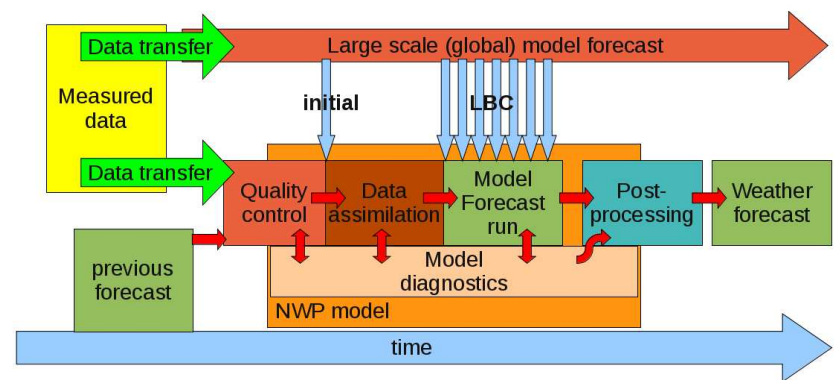 Data transfer
Large scale (global) model forecast
Measured
data
initial
LBC
Data transfer
Quality
control
Data
assimilation
Model
Forecast
run
Post-
processing
Weather
forecast
previous
forecast
Model
diagnostics
NWP model
time